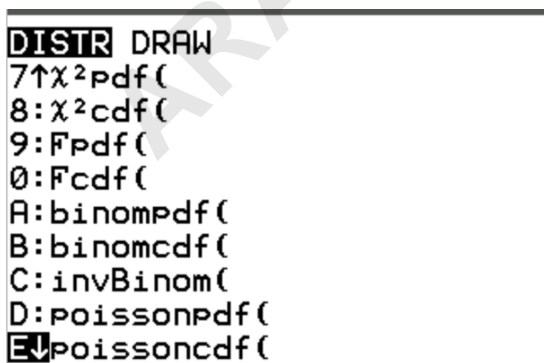 DISTR DRAW
7↑χ²pdf(
8:χ²cdf(
9:Fpdf(
0:Fcdf(
A:binompdf(
B:binomcdf(
C:invBinom(
D:poissonpdf(
E↓poissoncdf(